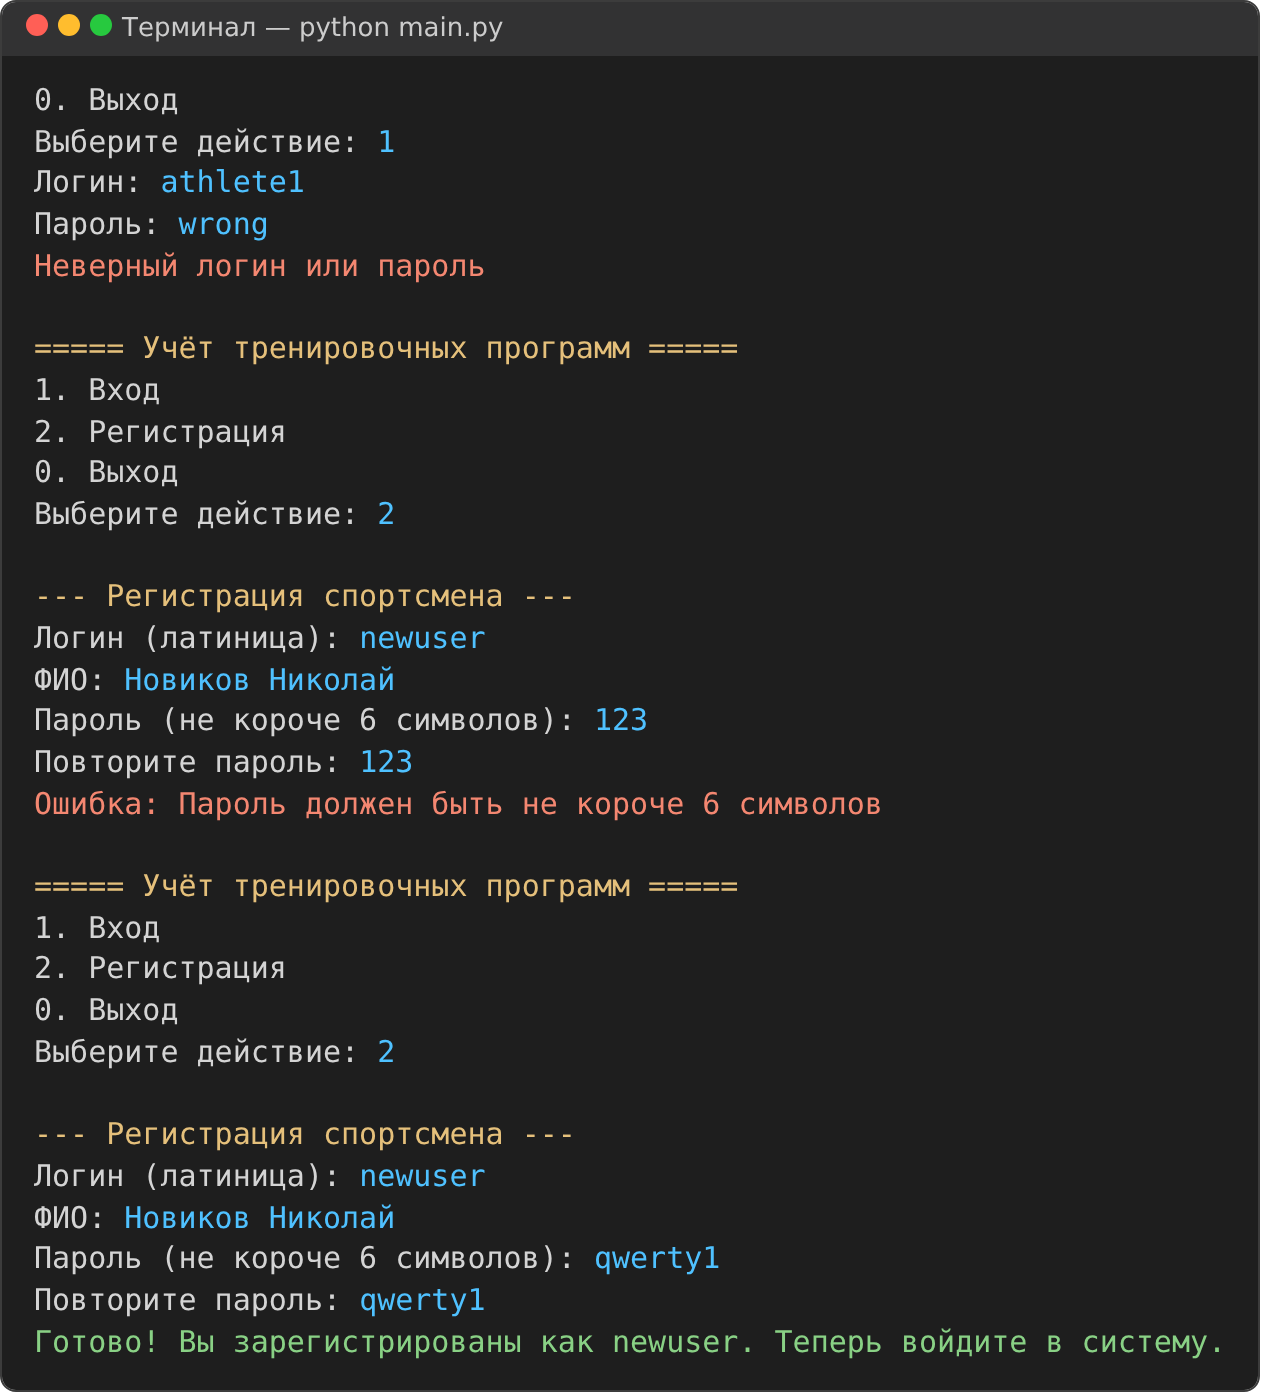 Терминал — python main.py
0. Выход
Выберите действие: 1
Логин: athlete1
Пароль: wrong
Неверный логин или пароль
===== Учёт тренировочных программ =====
1. Вход
2. Регистрация
0. Выход
Выберите действие: 2
--- Регистрация спортсмена ---
Логин (латиница): newuser
ФИО: Новиков Николай
Пароль (не короче 6 символов): 123
Повторите пароль: 123
Ошибка: Пароль должен быть не короче 6 символов
===== Учёт тренировочных программ =====
1. Вход
2. Регистрация
0. Выход
Выберите действие: 2
--- Регистрация спортсмена ---
Логин (латиница): newuser
ФИО: Новиков Николай
Пароль (не короче 6 символов): qwerty1
Повторите пароль: qwerty1
Готово! Вы зарегистрированы как newuser. Теперь войдите в систему.